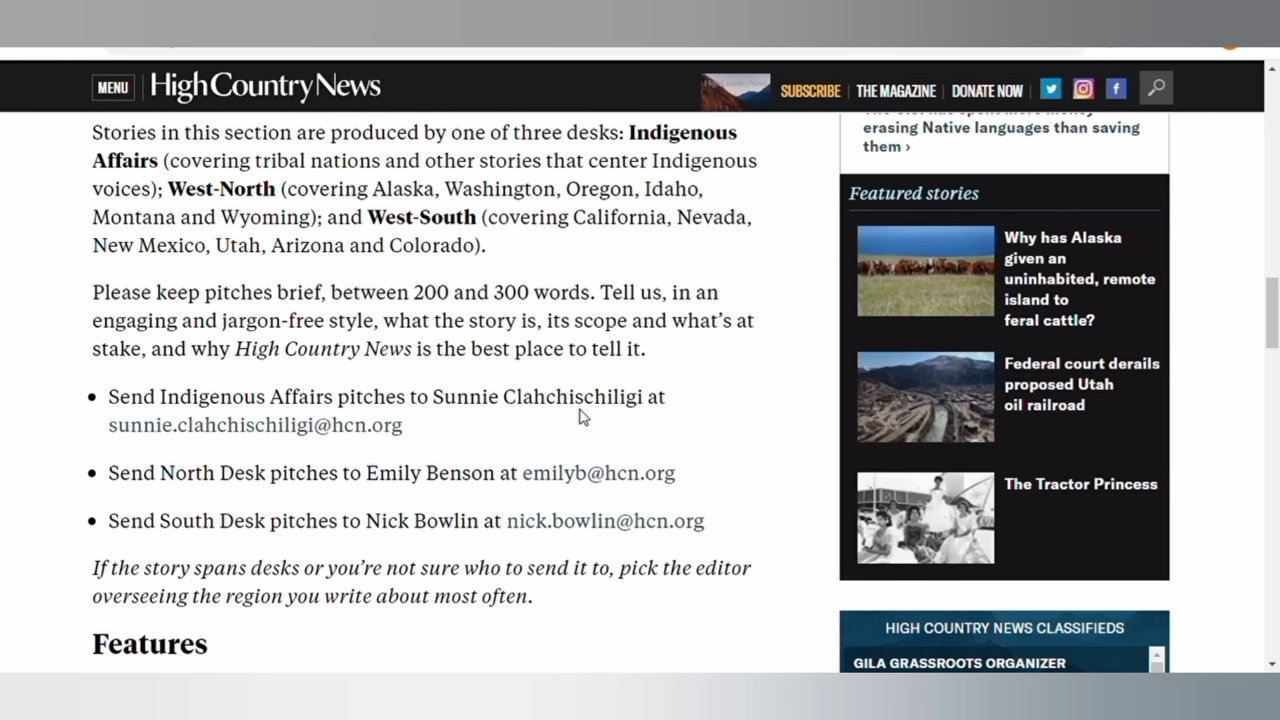 MENU
High Country News
SUBSCRIBE
THE MAGAZINE
DONATE NOW
Stories in this section are produced by one of three desks: Indigenous
Affairs (covering tribal nations and other stories that center Indigenous
voices); West-North (covering Alaska, Washington, Oregon, Idaho,
Montana and Wyoming); and West-South (covering California, Nevada,
New Mexico, Utah, Arizona and Colorado).
Please keep pitches brief, between 200 and 300 words. Tell us, in an
engaging and jargon-free style, what the story is, its scope and what's at
stake, and why High Country News is the best place to tell it.
Send Indigenous Affairs pitches to Sunnie Clahchischiligi at
sunnie.clahchischiligi@hcn.org
Send North Desk pitches to Emily Benson at emilyb@hcn.org
Send South Desk pitches to Nick Bowlin at nick.bowlin@hcn.org
If the story spans desks or you're not sure who to send it to, pick the editor
overseeing the region you write about most often.
Features
erasing Native languages than saving
them ›
Featured stories
Why has Alaska
given an
uninhabited, remote
island to
feral cattle?
Federal court derails
proposed Utah
oil railroad
The Tractor Princess
HIGH COUNTRY NEWS CLASSIFIEDS
GILA GRASSROOTS ORGANIZER